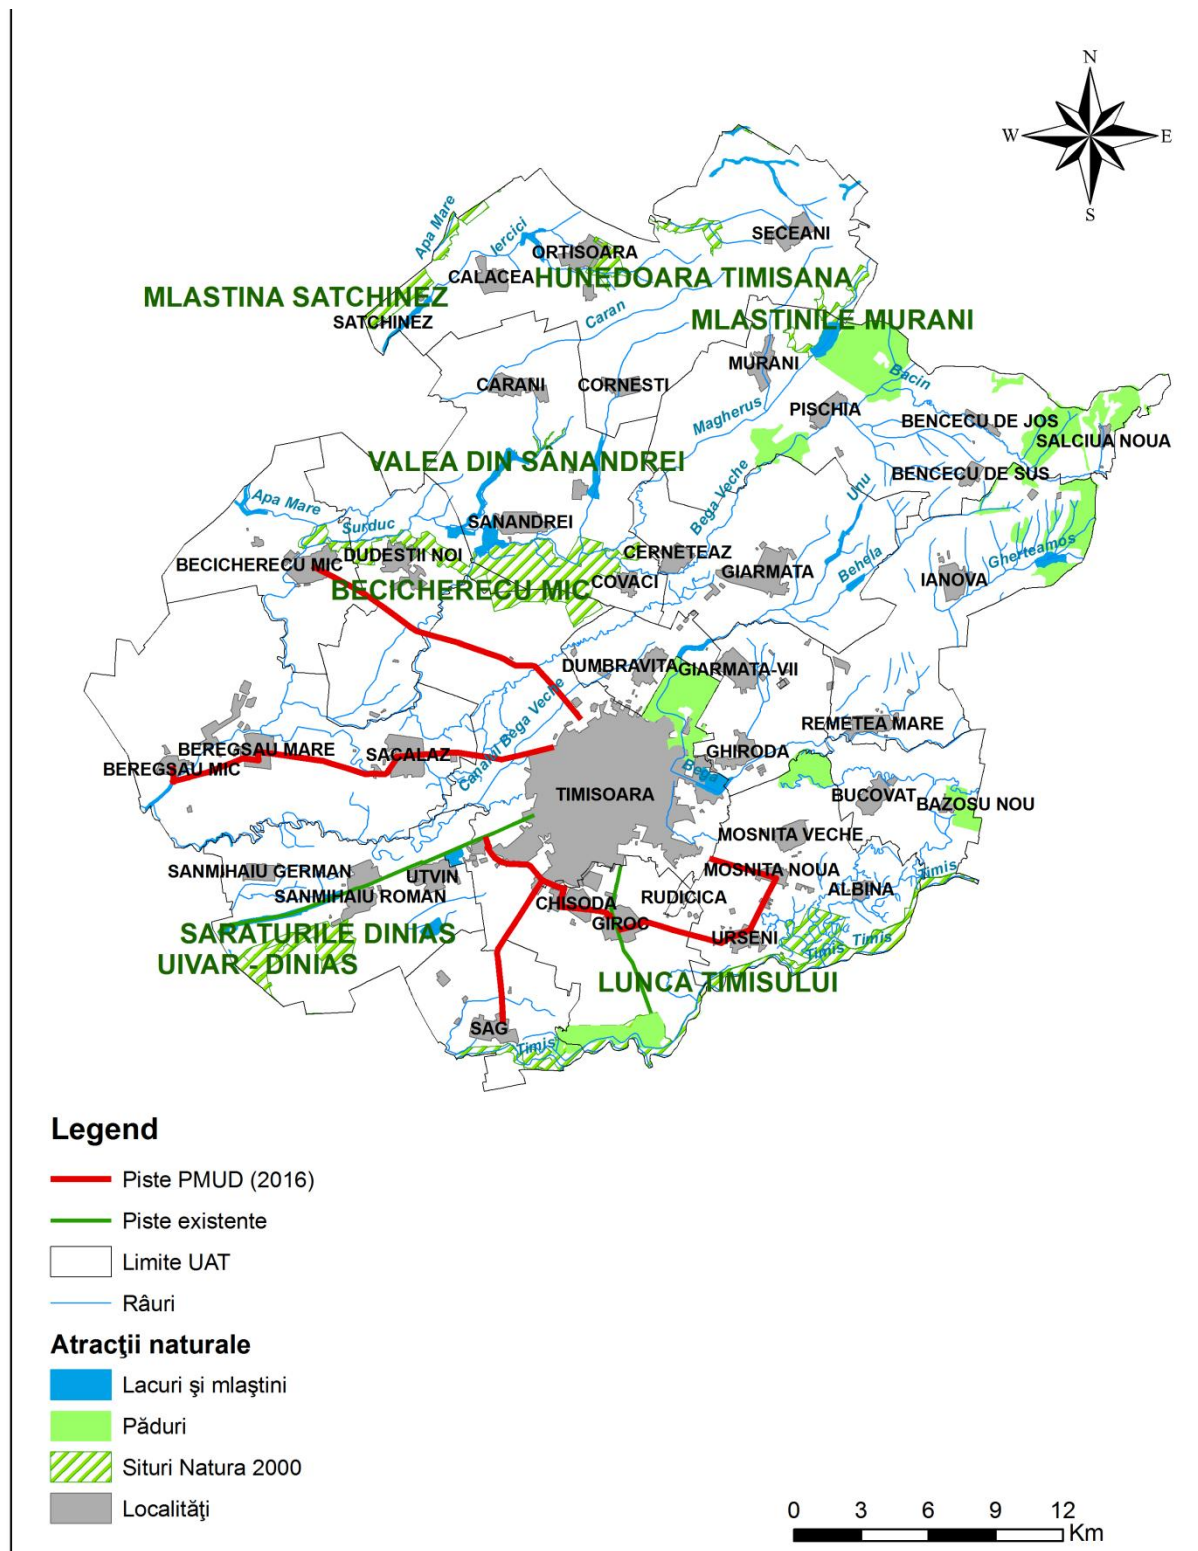 N
W
E
S
Apa Mare
Iercici
SECEANI
ORTISOARA
CALACEA
HUNEDOARA TIMISANA
MLASTINA SATCHINEZ
SATCHINEZ
Caran
MLASTINILE MURANI
MURANI
Bacin
CARANI
CORNESTI
Magherus
PISCHIA
BENCECU DE JOS
SALCIUA NOUA
VALEA DIN SÂNANDREI
BENCECU DE SUS
Bega Veche
Unu
Apa Mare
Surduc
SANANDREI
BECICHERECU MIC
DUDESTII NOI
CERNETEAZ
Gherteamos
BECICHERECU MIC
COVACI
GIARMATA
Behela
IANOVA
DUMBRAVITA
GIARMATA-VII
Canalul Bega Veche
REMETEA MARE
BEREGSAU MARE
SACALAZ
GHIRODA
BEREGSAU MIC
Bega
TIMISOARA
BUCOVAT
BAZOSU NOU
MOSNITA VECHE
SANMIHAIU GERMAN
UTVIN
MOSNITA NOUA
Timis
SANMIHAIU ROMAN
CHISODA
RUDICICA
ALBINA
GIROC
SARATURILE DINIAS
URSENI
Timis
Timis
UIVAR - DINIAS
LUNCA TIMISULUI
SAG
Timis
Legend
Piste PMUD (2016)
Piste existente
Limite UAT
Râuri
Atracţii naturale
Lacuri şi mlaştini
Păduri
Situri Natura 2000
Localităţi
0 3 6 9 12
Km